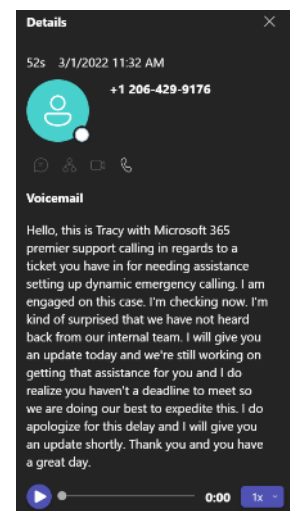 Details
52s 3/1/2022 11:32 AM
+1 206-429-9176
Voicemail
Hello, this is Tracy with Microsoft 365
premier support calling in regards to a
ticket you have in for needing assistance
setting up dynamic emergency calling. I am
engaged on this case. I'm checking now. I'm
kind of surprised that we have not heard
back from our internal team. I will give you
an update today and we're still working on
getting that assistance for you and I do
realize you haven't a deadline to meet so
we are doing our best to expedite this. I do
apologize for this delay and I will give you
an update shortly. Thank you and you have
a great day.
0:00 1x